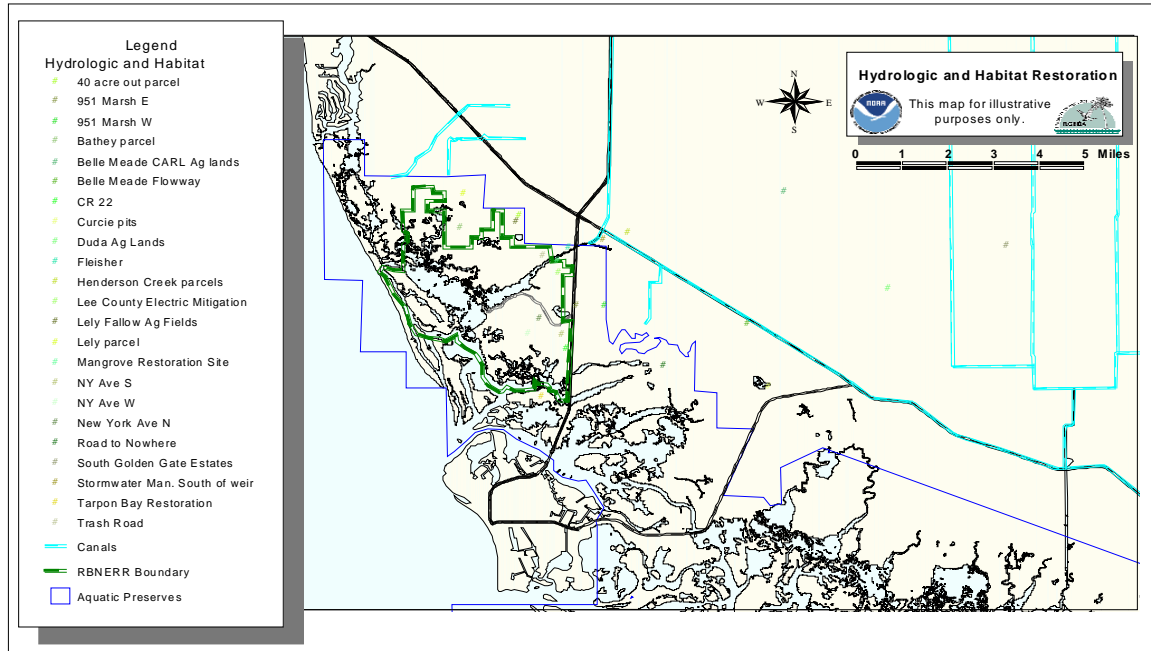 Legend
Hydrologic and Habitat
40 acre out parcel
951 Marsh E
951 Marsh W
Bathey parcel
Belle Meade CARL Ag lands
Belle Meade Flowway
CR 22
Curcie pits
Duda Ag Lands
Fleisher
Henderson Creek parcels
Lee County Electric Mitigation
Lely Fallow Ag Fields
Lely parcel
Mangrove Restoration Site
NY Ave S
NY Ave W
New York Ave N
Road to Nowhere
South Golden Gate Estates
Stormwater Man. South of weir
Tarpon Bay Restoration
Trash Road
Canals
RBNERR Boundary
Aquatic Preserves
N
W E
S
Hydrologic and Habitat Restoration
NOAA
This map for illustrative
purposes only.
FLORIDA
0 1 2 3 4 5 Miles